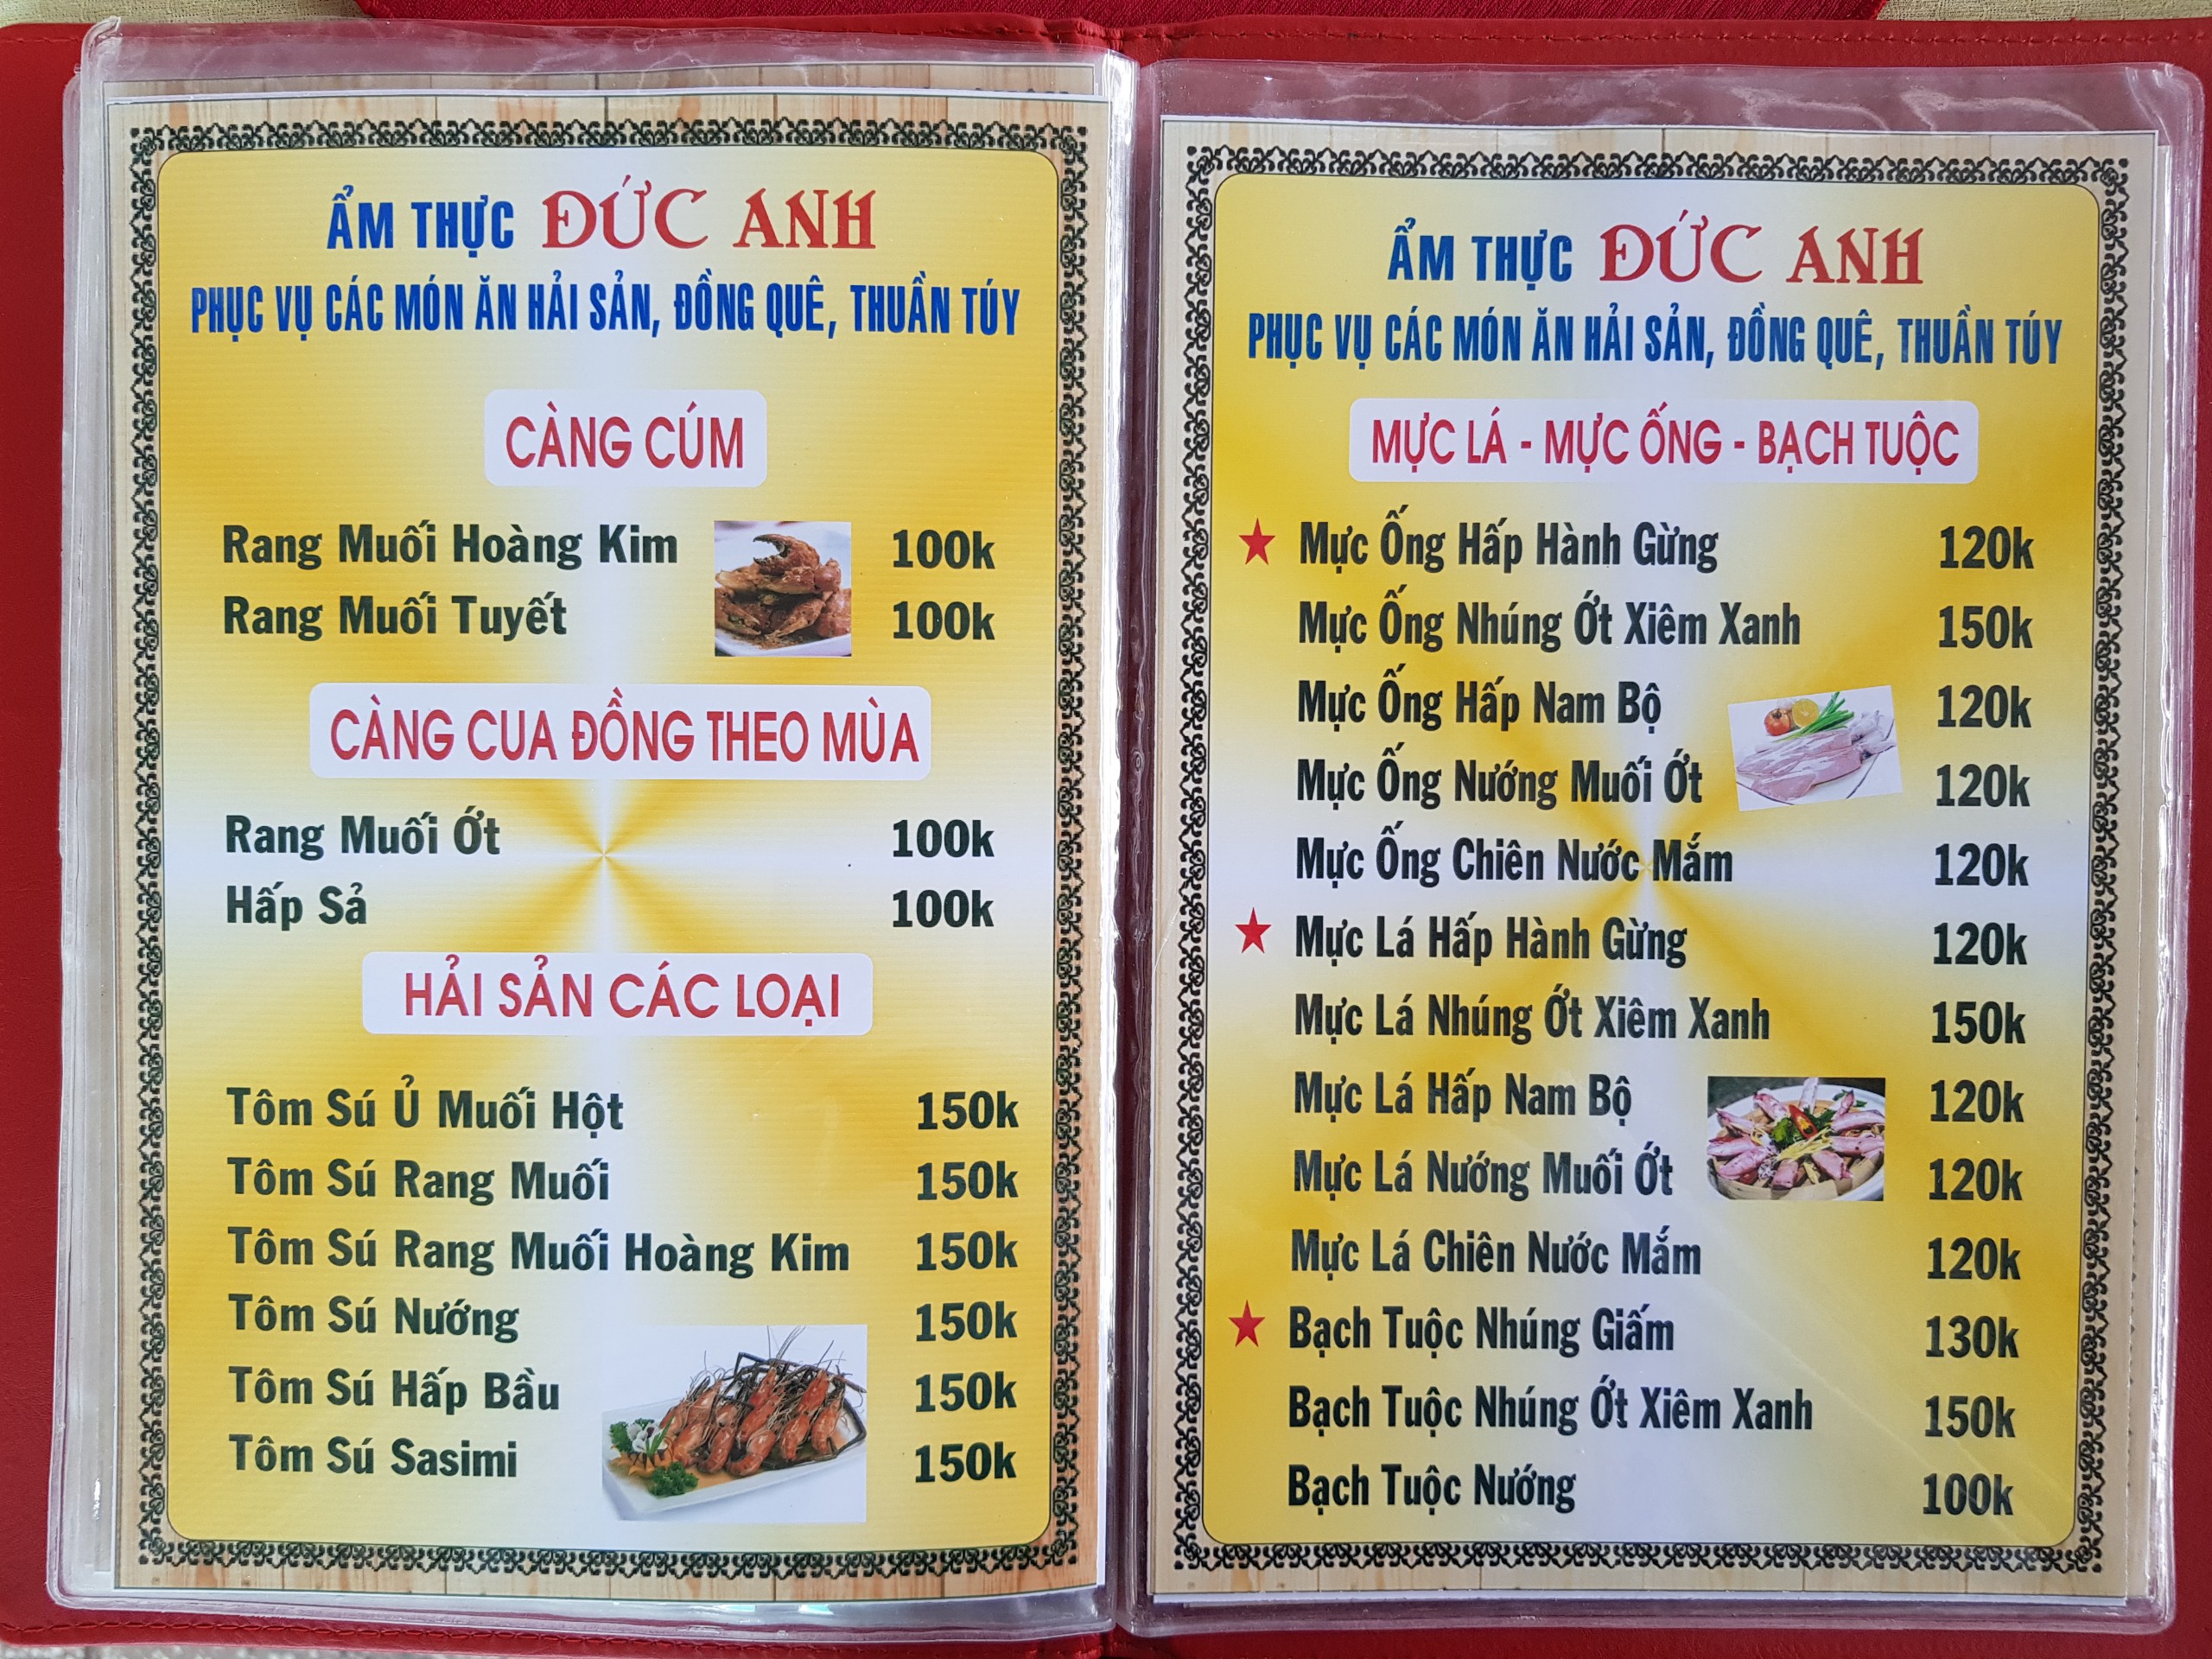 ẨM THỰC ĐỨC ANH
PHỤC VỤ CÁC MÓN ĂN HẢI SẢN, ĐỒNG QUÊ, THUẦN TÚY
CÀNG CÚM
Rang Muối Hoàng Kim 100k
Rang Muối Tuyết 100k
CÀNG CUA ĐỒNG THEO MÙA
Rang Muối Ớt 100k
Hấp Sả 100k
HẢI SẢN CÁC LOẠI
Tôm Sú Ủ Muối Hột 150k
Tôm Sú Rang Muối 150k
Tôm Sú Rang Muối Hoàng Kim 150k
Tôm Sú Nướng 150k
Tôm Sú Hấp Bầu 150k
Tôm Sú Sasimi 150k
ẨM THỰC ĐỨC ANH
PHỤC VỤ CÁC MÓN ĂN HẢI SẢN, ĐỒNG QUÊ, THUẦN TÚY
MỰC LÁ - MỰC ỐNG - BẠCH TUỘC
★ Mực Ống Hấp Hành Gừng 120k
Mực Ống Nhúng Ớt Xiêm Xanh 150k
Mực Ống Hấp Nam Bộ 120k
Mực Ống Nướng Muối Ớt 120k
Mực Ống Chiên Nước Mắm 120k
★ Mực Lá Hấp Hành Gừng 120k
Mực Lá Nhúng Ớt Xiêm Xanh 150k
Mực Lá Hấp Nam Bộ 120k
Mực Lá Nướng Muối Ớt 120k
Mực Lá Chiên Nước Mắm 120k
★ Bạch Tuộc Nhúng Giấm 130k
Bạch Tuộc Nhúng Ớt Xiêm Xanh 150k
Bạch Tuộc Nướng 100k